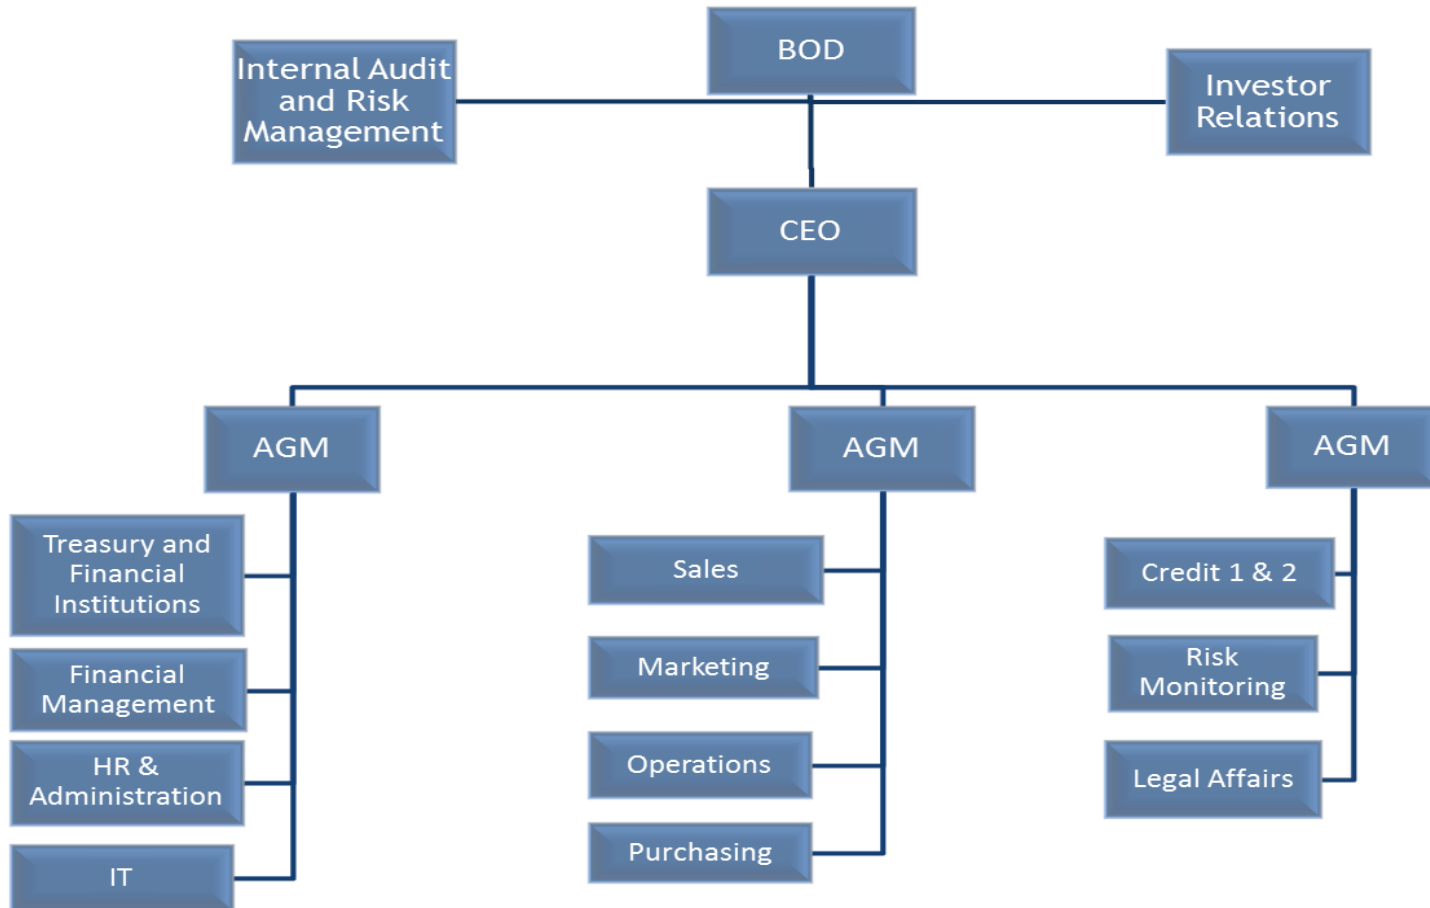 BOD
Internal Audit
and Risk
Management
Investor
Relations
CEO
AGM
AGM
AGM
Treasury and
Financial
Institutions
Financial
Management
HR &
Administration
IT
Sales
Marketing
Operations
Purchasing
Credit 1 & 2
Risk
Monitoring
Legal Affairs